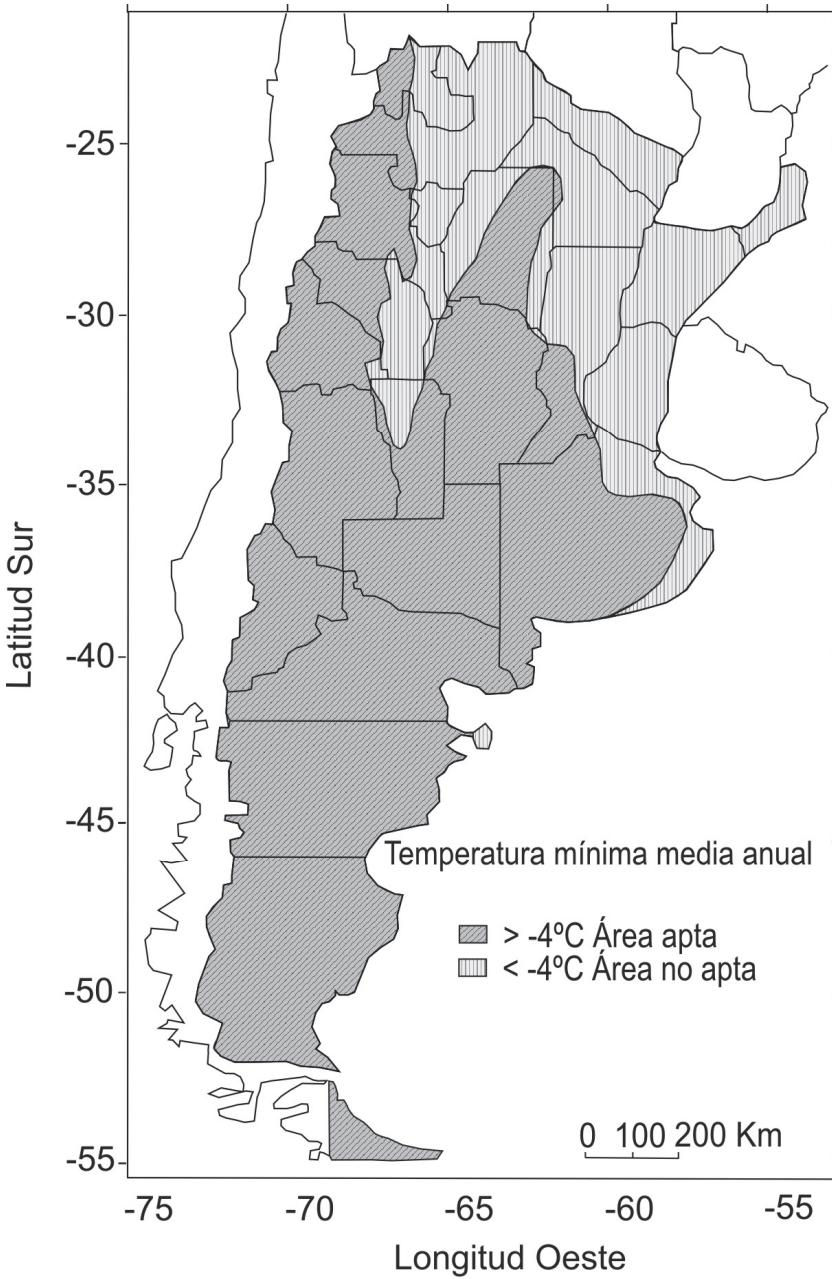 -25
-30
-35
-40
-45
-50
-55
Latitud Sur
Temperatura mínima media anual
> -4ºC Área apta
< -4ºC Área no apta
0 100 200 Km
-75 -70 -65 -60 -55
Longitud Oeste